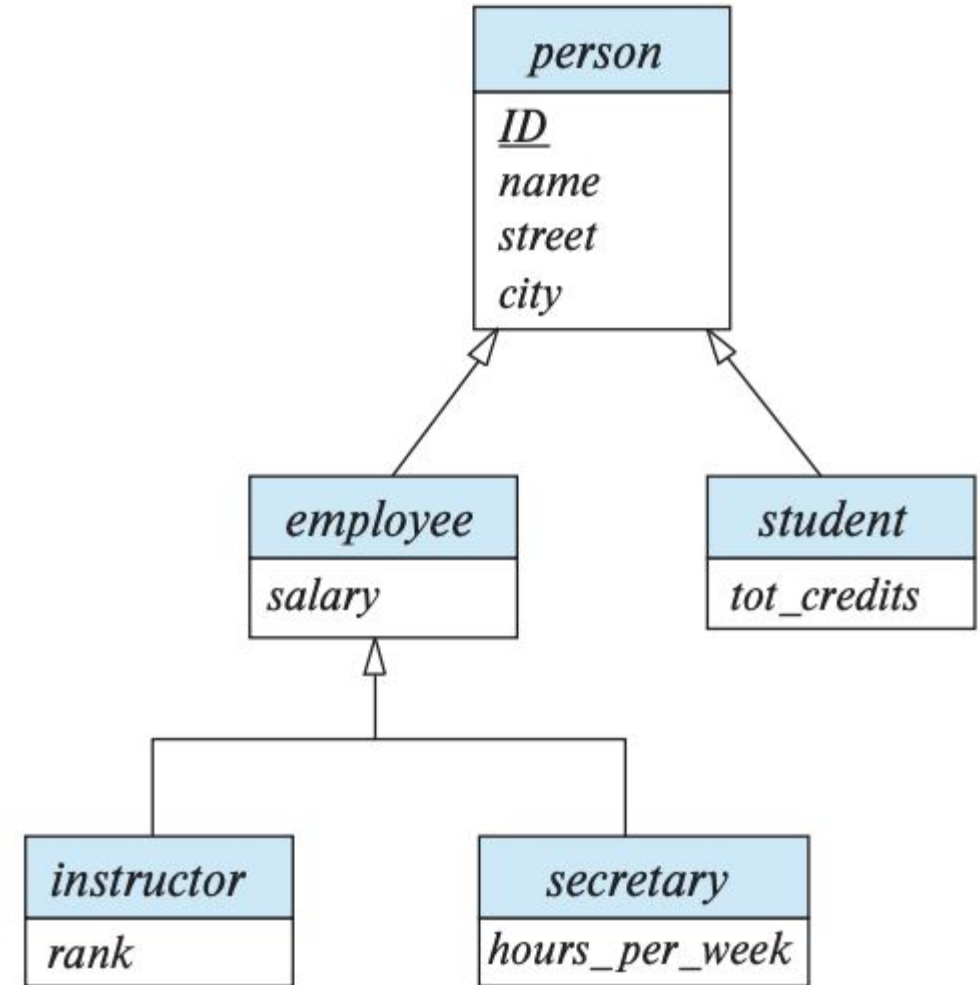 person
ID
name
street
city
employee
salary
student
tot_credits
instructor
rank
secretary
hours_per_week